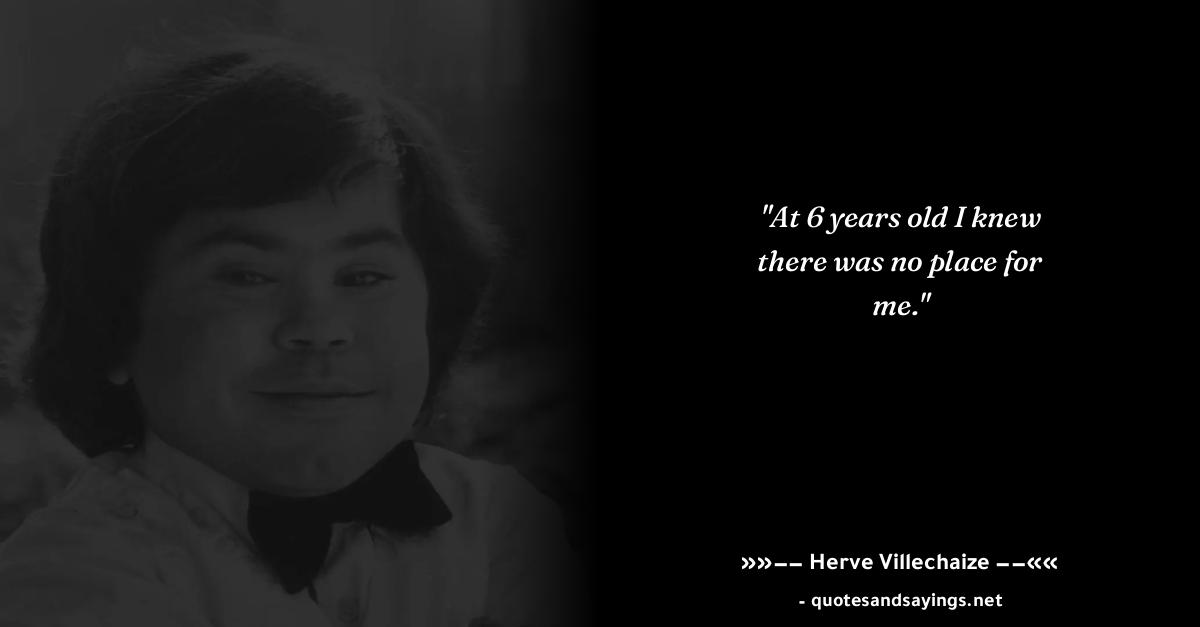 "At 6 years old I knew
there was no place for
me."
»»−− Herve Villechaize −−««
- quotesandsayings.net